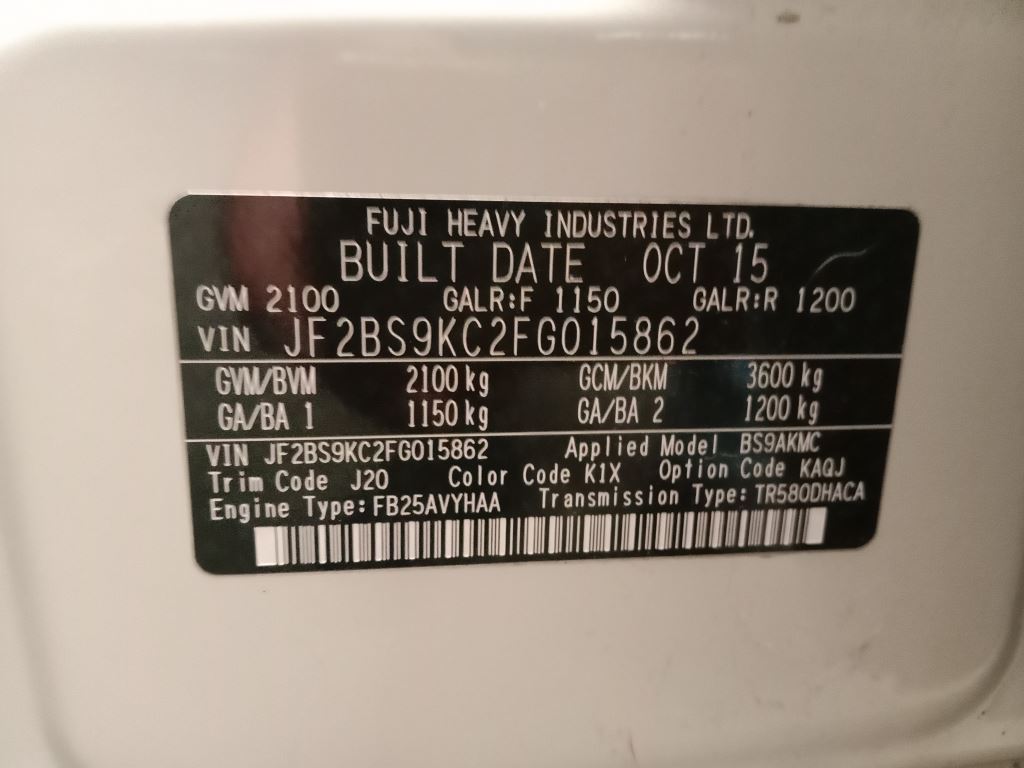 FUJI HEAVY INDUSTRIES LTD.
BUILT DATE OCT 15
GVM 2100 GALR:F 1150 GALR:R 1200
VIN JF2BS9KC2FG015862
GVM/BVM 2100 kg GCM/BKM 3600 kg
GA/BA 1 1150 kg GA/BA 2 1200 kg
VIN JF2BS9KC2FG015862 Applied Model BS9AKMC
Trim Code J20 Color Code K1X Option Code KAQJ
Engine Type: FB25AVYHAA Transmission Type: TR580DHACA